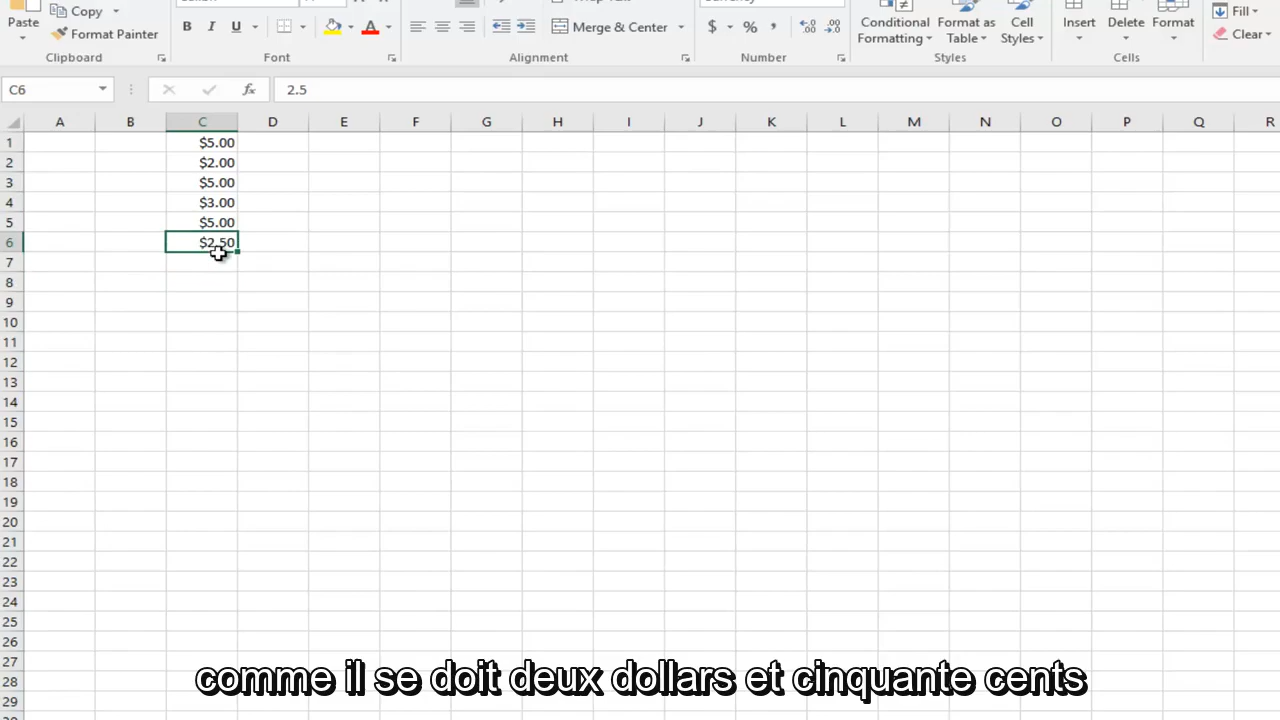 Paste
Copy
Format Painter
B I U
A
Merge & Center
$ %
Conditional Formatting
Format as Table
Cell Styles
Insert
Delete
Format
Fill
Clear
Clipboard
Font
Alignment
Number
Styles
Cells
C6
fx
2.5
A B C D E F G H I J K L M N O P Q R
1 $5.00
2 $2.00
3 $5.00
4 $3.00
5 $5.00
6 $2.50
7
8
9
10
11
12
13
14
15
16
17
18
19
20
21
22
23
24
25
26
27
28
29
comme il se doit deux dollars et cinquante cents